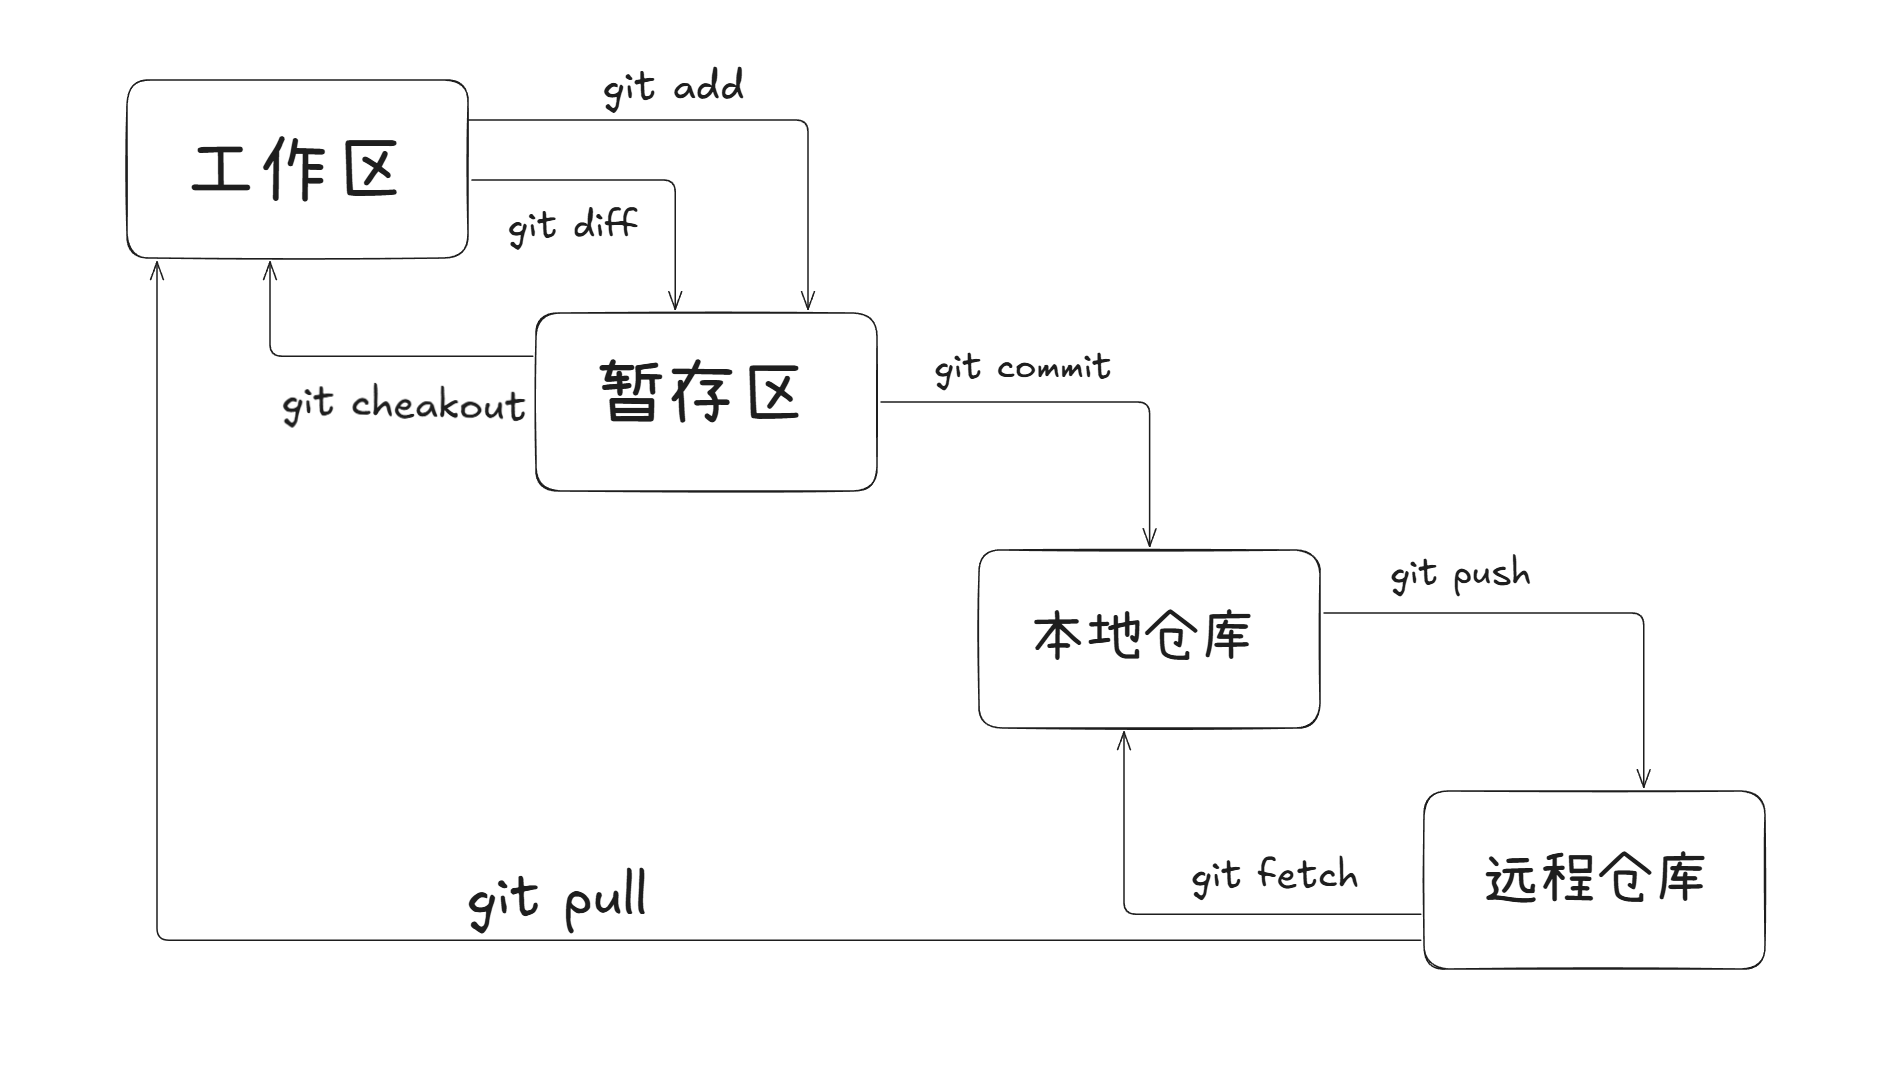 git add
工作区
git diff
暂存区
git commit
git cheakout
git push
本地仓库
git fetch
远程仓库
git pull